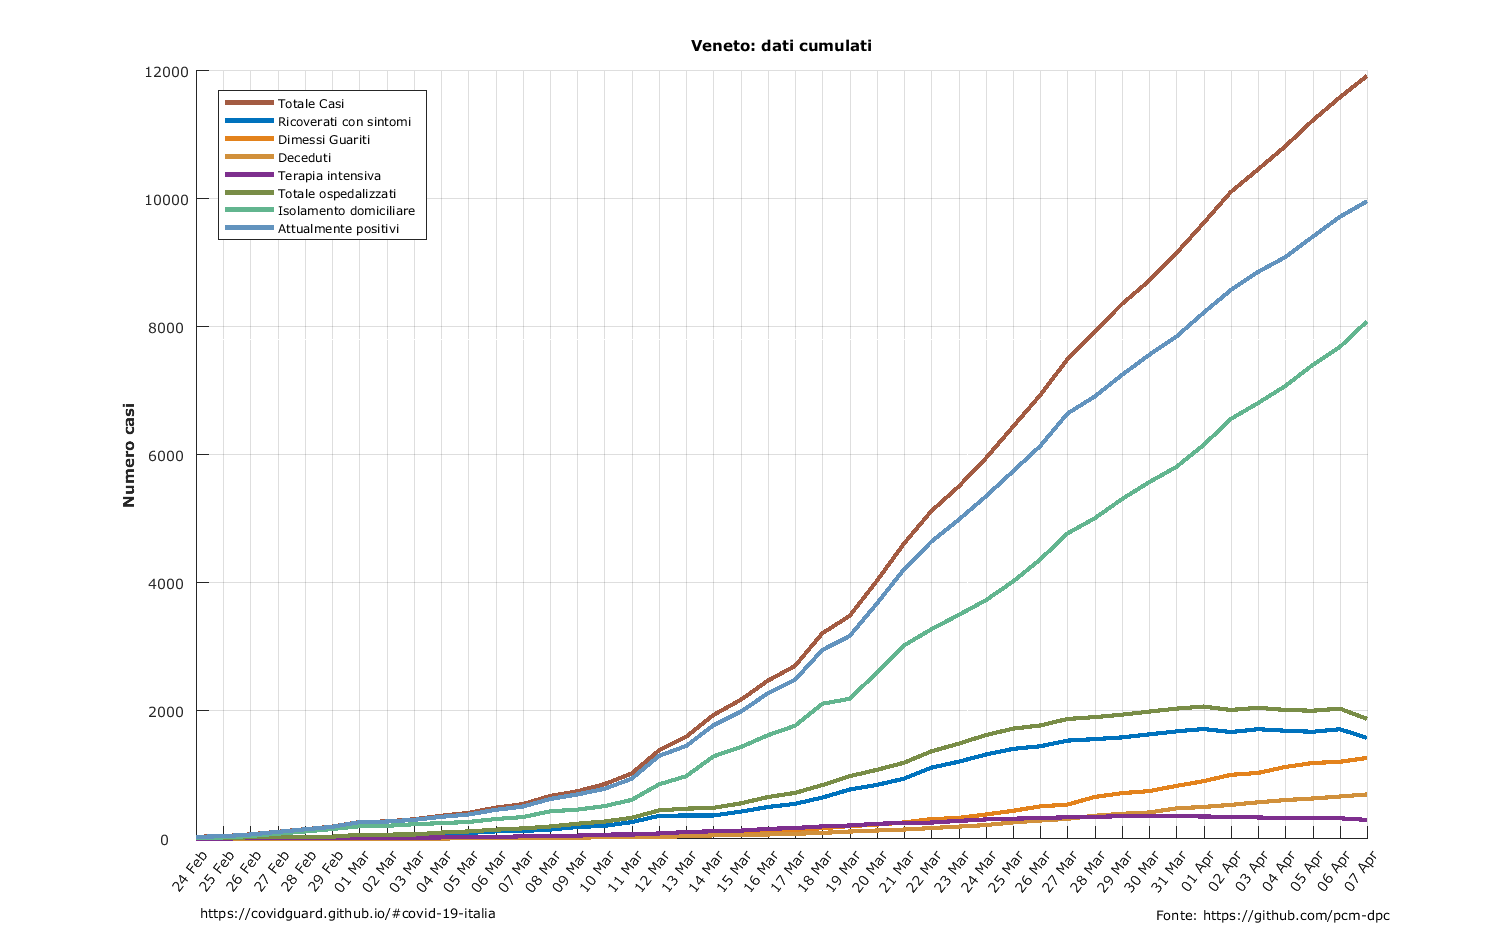 Veneto: dati cumulati
12000
10000
8000
6000
4000
2000
0
Numero casi
Totale Casi
Ricoverati con sintomi
Dimessi Guariti
Deceduti
Terapia intensiva
Totale ospedalizzati
Isolamento domiciliare
Attualmente positivi
24 Feb
25 Feb
26 Feb
27 Feb
28 Feb
29 Feb
01 Mar
02 Mar
03 Mar
04 Mar
05 Mar
06 Mar
07 Mar
08 Mar
09 Mar
10 Mar
11 Mar
12 Mar
13 Mar
14 Mar
15 Mar
16 Mar
17 Mar
18 Mar
19 Mar
20 Mar
21 Mar
22 Mar
23 Mar
24 Mar
25 Mar
26 Mar
27 Mar
28 Mar
29 Mar
30 Mar
31 Mar
01 Apr
02 Apr
03 Apr
04 Apr
05 Apr
06 Apr
07 Apr
https://covidguard.github.io/#covid-19-italia
Fonte: https://github.com/pcm-dpc